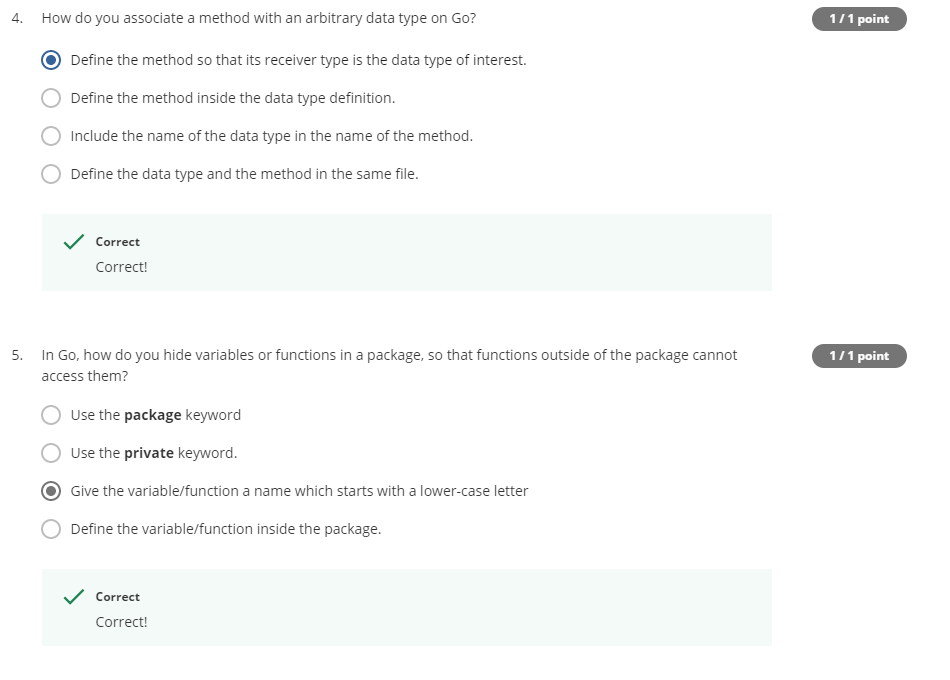 4. How do you associate a method with an arbitrary data type on Go?
1 / 1 point
Define the method so that its receiver type is the data type of interest.
Define the method inside the data type definition.
Include the name of the data type in the name of the method.
Define the data type and the method in the same file.
Correct
Correct!
5. In Go, how do you hide variables or functions in a package, so that functions outside of the package cannot
access them?
1 / 1 point
Use the package keyword
Use the private keyword.
Give the variable/function a name which starts with a lower-case letter
Define the variable/function inside the package.
Correct
Correct!